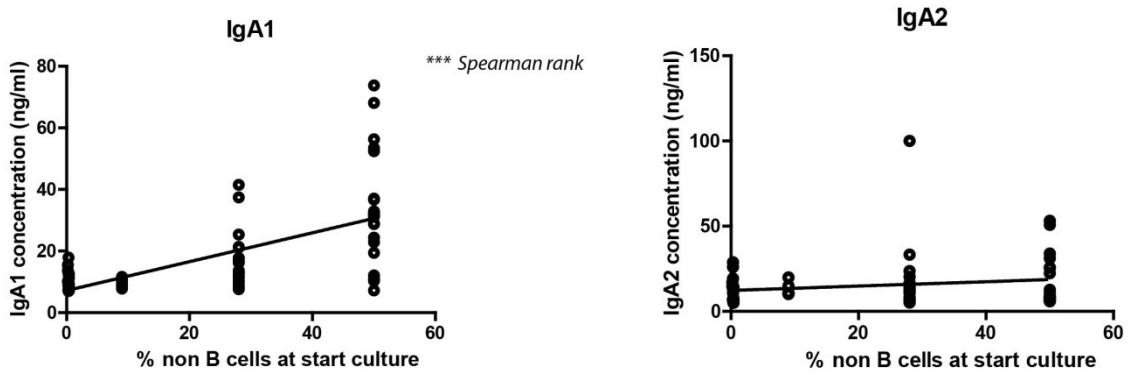 IgA1
*** Spearman rank
IgA1 concentration (ng/ml)
80
60
40
20
0
0
20
40
60
% non B cells at start culture
IgA2
IgA2 concentration (ng/ml)
150
100
50
0
0
20
40
60
% non B cells at start culture